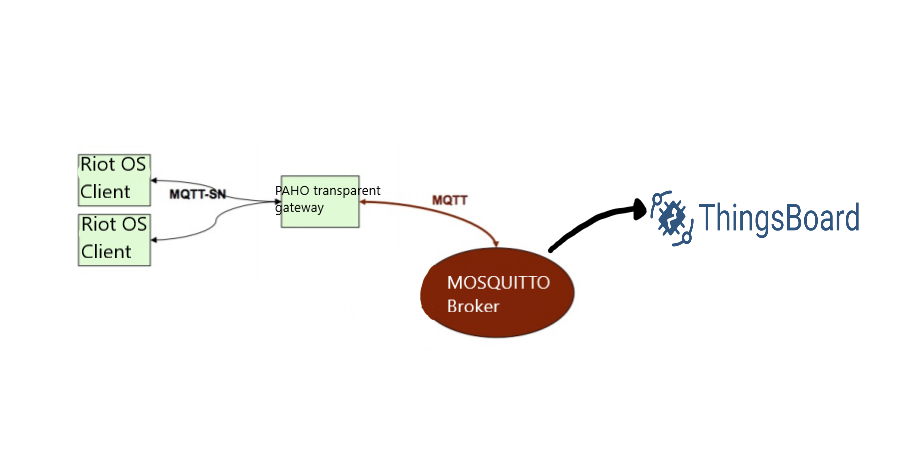 Riot OS
Client
MQTT-SN
Riot OS
Client
PAHO transparent
gateway
MQTT
MOSQUITTO
Broker
ThingsBoard